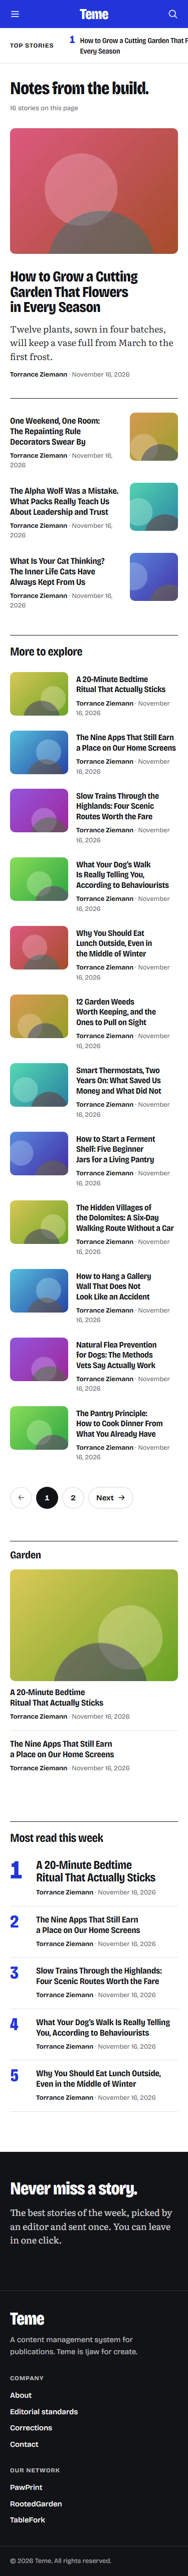 Teme
TOP STORIES
1 How to Grow a Cutting Garden That F
Every Season
Notes from the build.
16 stories on this page
How to Grow a Cutting
Garden That Flowers
in Every Season
Twelve plants, sown in four batches,
will keep a vase full from March to the
first frost.
Torrance Ziemann · November 16, 2026
One Weekend, One Room:
The Repainting Rule
Decorators Swear By
Torrance Ziemann · November 16,
2026
The Alpha Wolf Was a Mistake.
What Packs Really Teach Us
About Leadership and Trust
Torrance Ziemann · November 16,
2026
What Is Your Cat Thinking?
The Inner Life Cats Have
Always Kept From Us
Torrance Ziemann · November 16,
2026
More to explore
A 20-Minute Bedtime
Ritual That Actually Sticks
Torrance Ziemann · November
16, 2026
The Nine Apps That Still Earn
a Place on Our Home Screens
Torrance Ziemann · November
16, 2026
Slow Trains Through the
Highlands: Four Scenic
Routes Worth the Fare
Torrance Ziemann · November
16, 2026
What Your Dog's Walk
Is Really Telling You,
According to Behaviourists
Torrance Ziemann · November
16, 2026
Why You Should Eat
Lunch Outside, Even in
the Middle of Winter
Torrance Ziemann · November
16, 2026
12 Garden Weeds
Worth Keeping, and the
Ones to Pull on Sight
Torrance Ziemann · November
16, 2026
Smart Thermostats, Two
Years On: What Saved Us
Money and What Did Not
Torrance Ziemann · November
16, 2026
How to Start a Ferment
Shelf: Five Beginner
Jars for a Living Pantry
Torrance Ziemann · November
16, 2026
The Hidden Villages of
the Dolomites: A Six-Day
Walking Route Without a Car
Torrance Ziemann · November
16, 2026
How to Hang a Gallery
Wall That Does Not
Look Like an Accident
Torrance Ziemann · November
16, 2026
Natural Flea Prevention
for Dogs: The Methods
Vets Say Actually Work
Torrance Ziemann · November
16, 2026
The Pantry Principle:
How to Cook Dinner From
What You Already Have
Torrance Ziemann · November
16, 2026
← 1 2 Next →
Garden
A 20-Minute Bedtime
Ritual That Actually Sticks
Torrance Ziemann · November 16, 2026
The Nine Apps That Still Earn
a Place on Our Home Screens
Torrance Ziemann · November 16, 2026
Most read this week
1 A 20-Minute Bedtime
Ritual That Actually Sticks
Torrance Ziemann · November 16, 2026
2 The Nine Apps That Still Earn
a Place on Our Home Screens
Torrance Ziemann · November 16, 2026
3 Slow Trains Through the Highlands:
Four Scenic Routes Worth the Fare
Torrance Ziemann · November 16, 2026
4 What Your Dog's Walk Is Really Telling
You, According to Behaviourists
Torrance Ziemann · November 16, 2026
5 Why You Should Eat Lunch Outside,
Even in the Middle of Winter
Torrance Ziemann · November 16, 2026
Never miss a story.
The best stories of the week, picked by
an editor and sent once. You can leave
in one click.
Teme
A content management system for
publications. Teme is Ijaw for create.
COMPANY
About
Editorial standards
Corrections
Contact
OUR NETWORK
PawPrint
RootedGarden
TableFork
© 2026 Teme. All rights reserved.